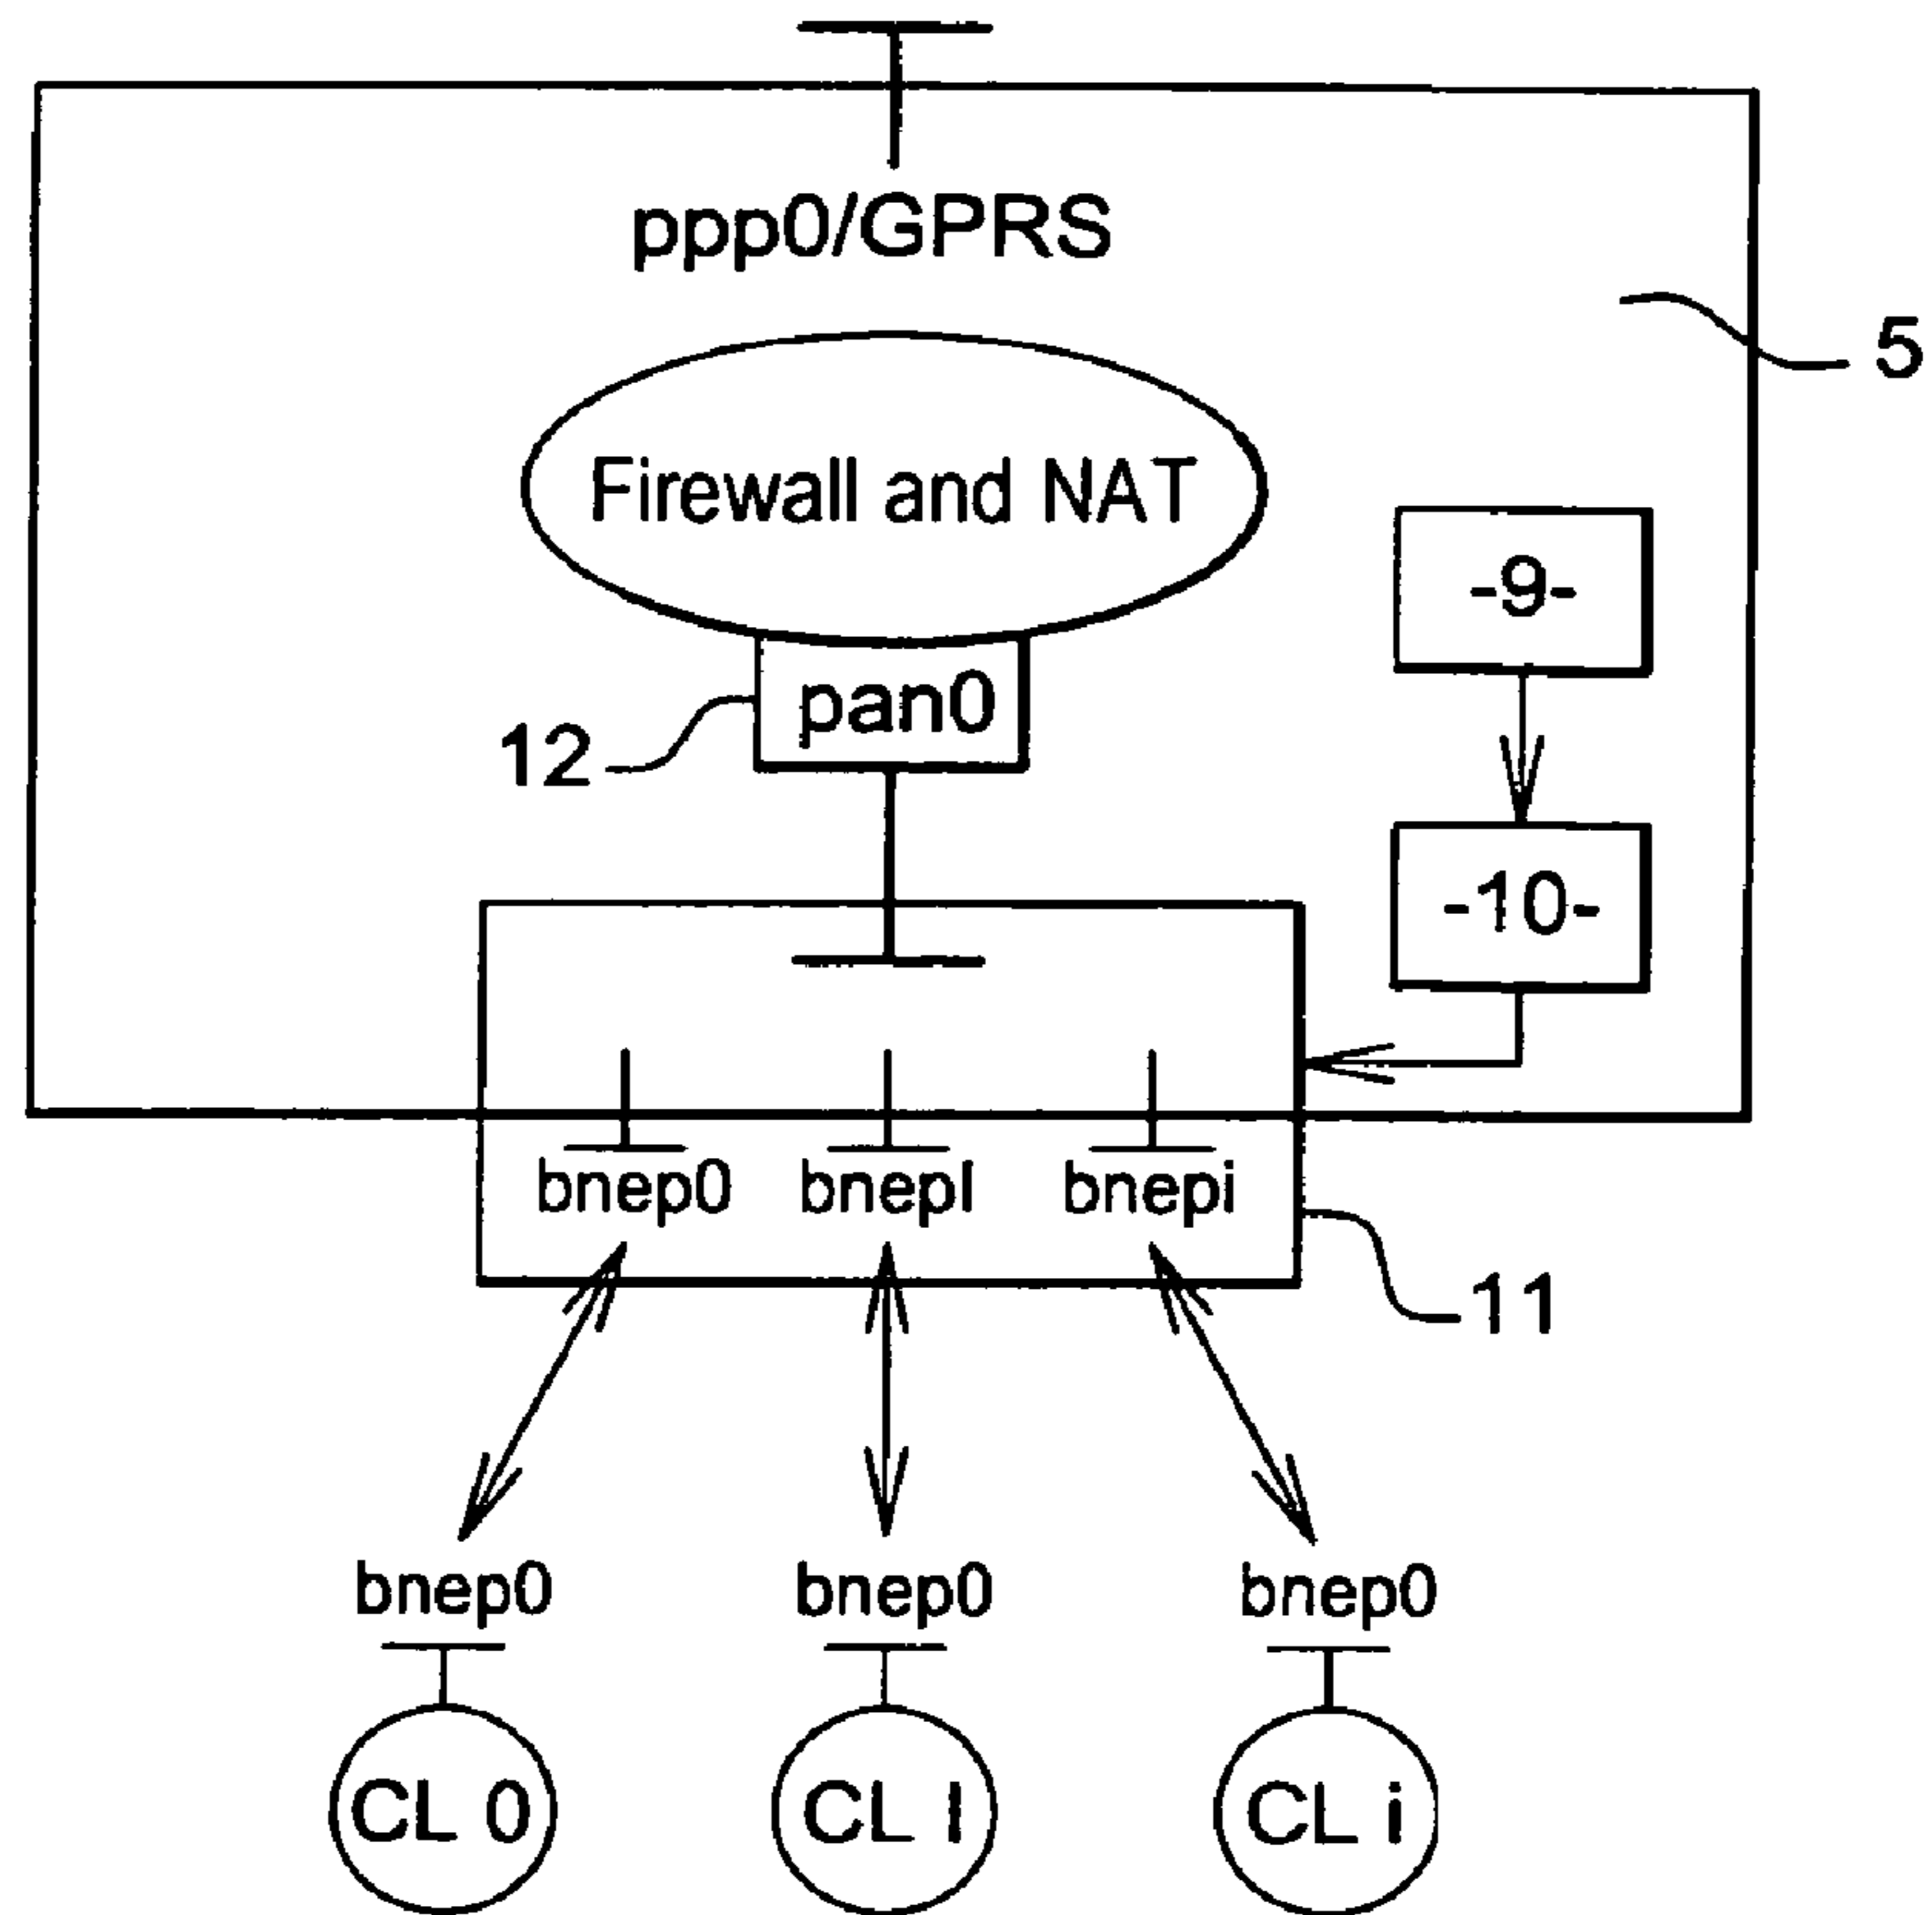 ppp0/GPRS
5
Firewall and NAT
-9-
pan0
12
-10-
bnep0 bnepl bnepi
11
bnep0 bnep0 bnep0
CL 0 CL l CL i